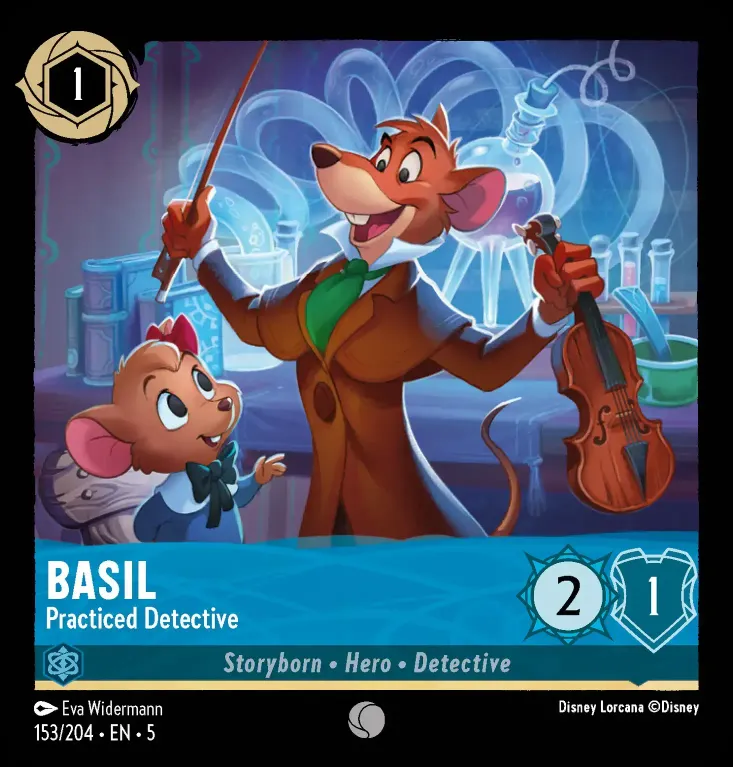 1
BASIL
Practiced Detective
2
1
Storyborn • Hero • Detective
Eva Widermann
Disney Lorcana ©Disney
153/204 • EN • 5